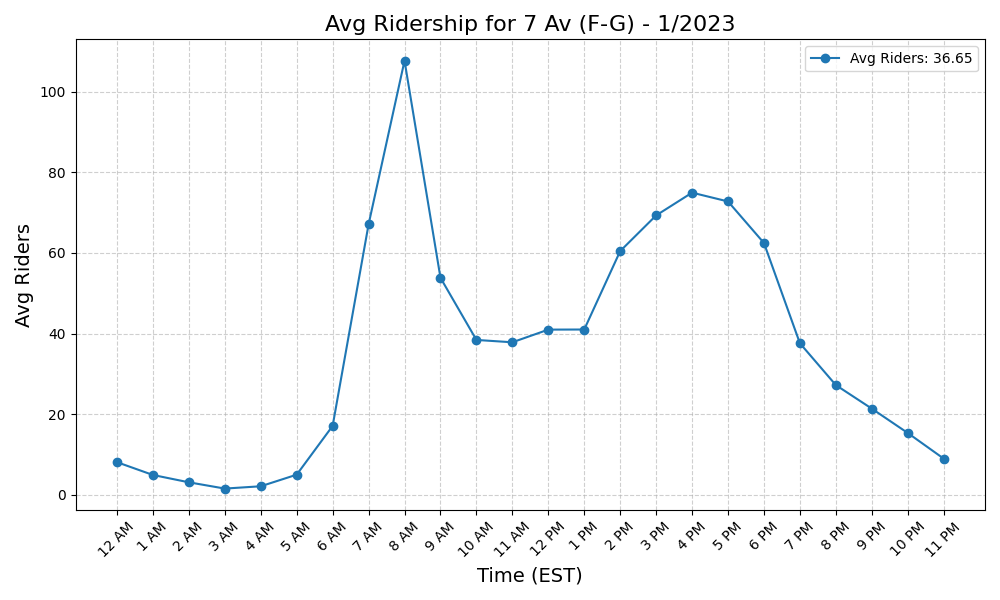 Avg Ridership for 7 Av (F-G) - 1/2023
Avg Riders: 36.65
Avg Riders
100
80
60
40
20
0
12 AM
1 AM
2 AM
3 AM
4 AM
5 AM
6 AM
7 AM
8 AM
9 AM
10 AM
11 AM
12 PM
1 PM
2 PM
3 PM
4 PM
5 PM
6 PM
7 PM
8 PM
9 PM
10 PM
11 PM
Time (EST)